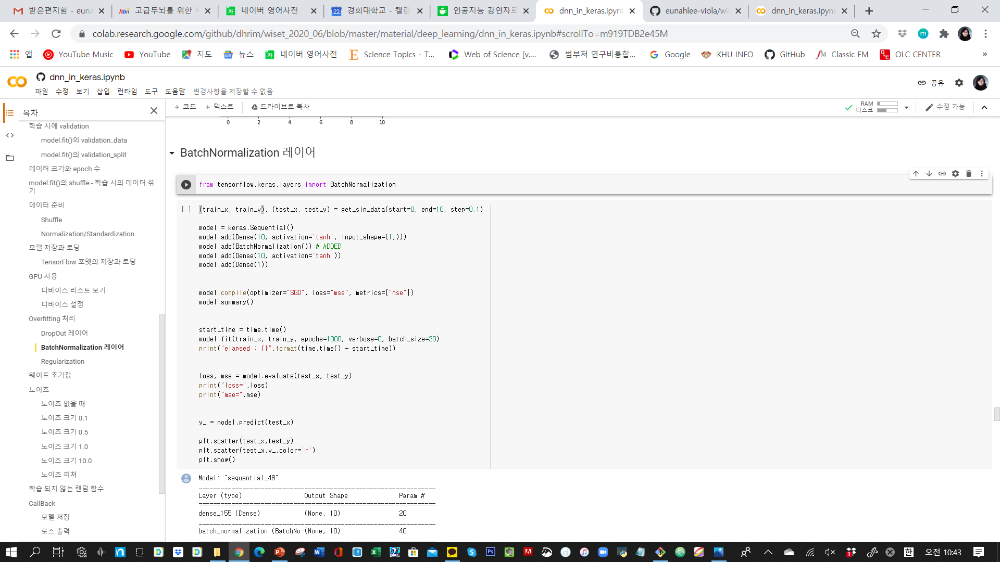 받은편지함 - euna
고급두뇌를 위한
네이버 영어사전
경희대학교 - 캘린
인공지능 강연자료
dnn_in_keras.ipynb
eunahlee-viola/wis
dnn_in_keras.ipynb
colab.research.google.com/github/dhrim/wiset_2020_06/blob/master/material/deep_learning/dnn_in_keras.ipynb#scrollTo=m919TDB2e45M
앱 YouTube Music YouTube 지도 뉴스 네이버 영어사전 Science Topics - T... Web of Science [v.... 범부처 연구비통합... Google KHU INFO GitHub Classic FM OLC CENTER »
dnn_in_keras.ipynb
공유
파일 수정 보기 삽입 런타임 도구 도움말 변경사항을 저장할 수 없음
목차
+ 코드 + 텍스트 드라이브로 복사
RAM
디스크
수정 가능
학습 시에 validation
model.fit()의 validation_data
model.fit()의 validation_split
데이터 크기와 epoch 수
model.fit()의 shuffle - 학습 시의 데이터 섞
기
데이터 준비
Shuffle
Normalization/Standardization
모델 저장과 로딩
TensorFlow 포멧의 저장과 로딩
GPU 사용
디바이스 리스트 보기
디바이스 설정
Overfitting 처리
DropOut 레이어
BatchNormalization 레이어
Regularization
웨이트 초기값
노이즈
노이즈 없을 때
노이즈 크기 0.1
노이즈 크기 0.5
노이즈 크기 1.0
노이즈 크기 10.0
노이즈 피쳐
학습 되지 않는 랜덤 함수
CallBack
모델 저장
로스 출력
0 2 4 6 8 10
BatchNormalization 레이어
from tensorflow.keras.layers import BatchNormalization
[ ] (train_x, train_y), (test_x, test_y) = get_sin_data(start=0, end=10, step=0.1)
model = keras.Sequential()
model.add(Dense(10, activation='tanh', input_shape=(1,)))
model.add(BatchNormalization()) # ADDED
model.add(Dense(10, activation='tanh'))
model.add(Dense(1))
model.compile(optimizer="SGD", loss="mse", metrics=["mse"])
model.summary()
start_time = time.time()
model.fit(train_x, train_y, epochs=1000, verbose=0, batch_size=20)
print("elapsed : {}".format(time.time() - start_time))
loss, mse = model.evaluate(test_x, test_y)
print("loss=",loss)
print("mse=",mse)
y_ = model.predict(test_x)
plt.scatter(test_x,test_y)
plt.scatter(test_x,y_,color='r')
plt.show()
Model: "sequential_48"
Layer (type) Output Shape Param #
=================================================================
dense_155 (Dense) (None, 10) 20
batch_normalization (BatchNo (None, 10) 40
한
오전 10:43